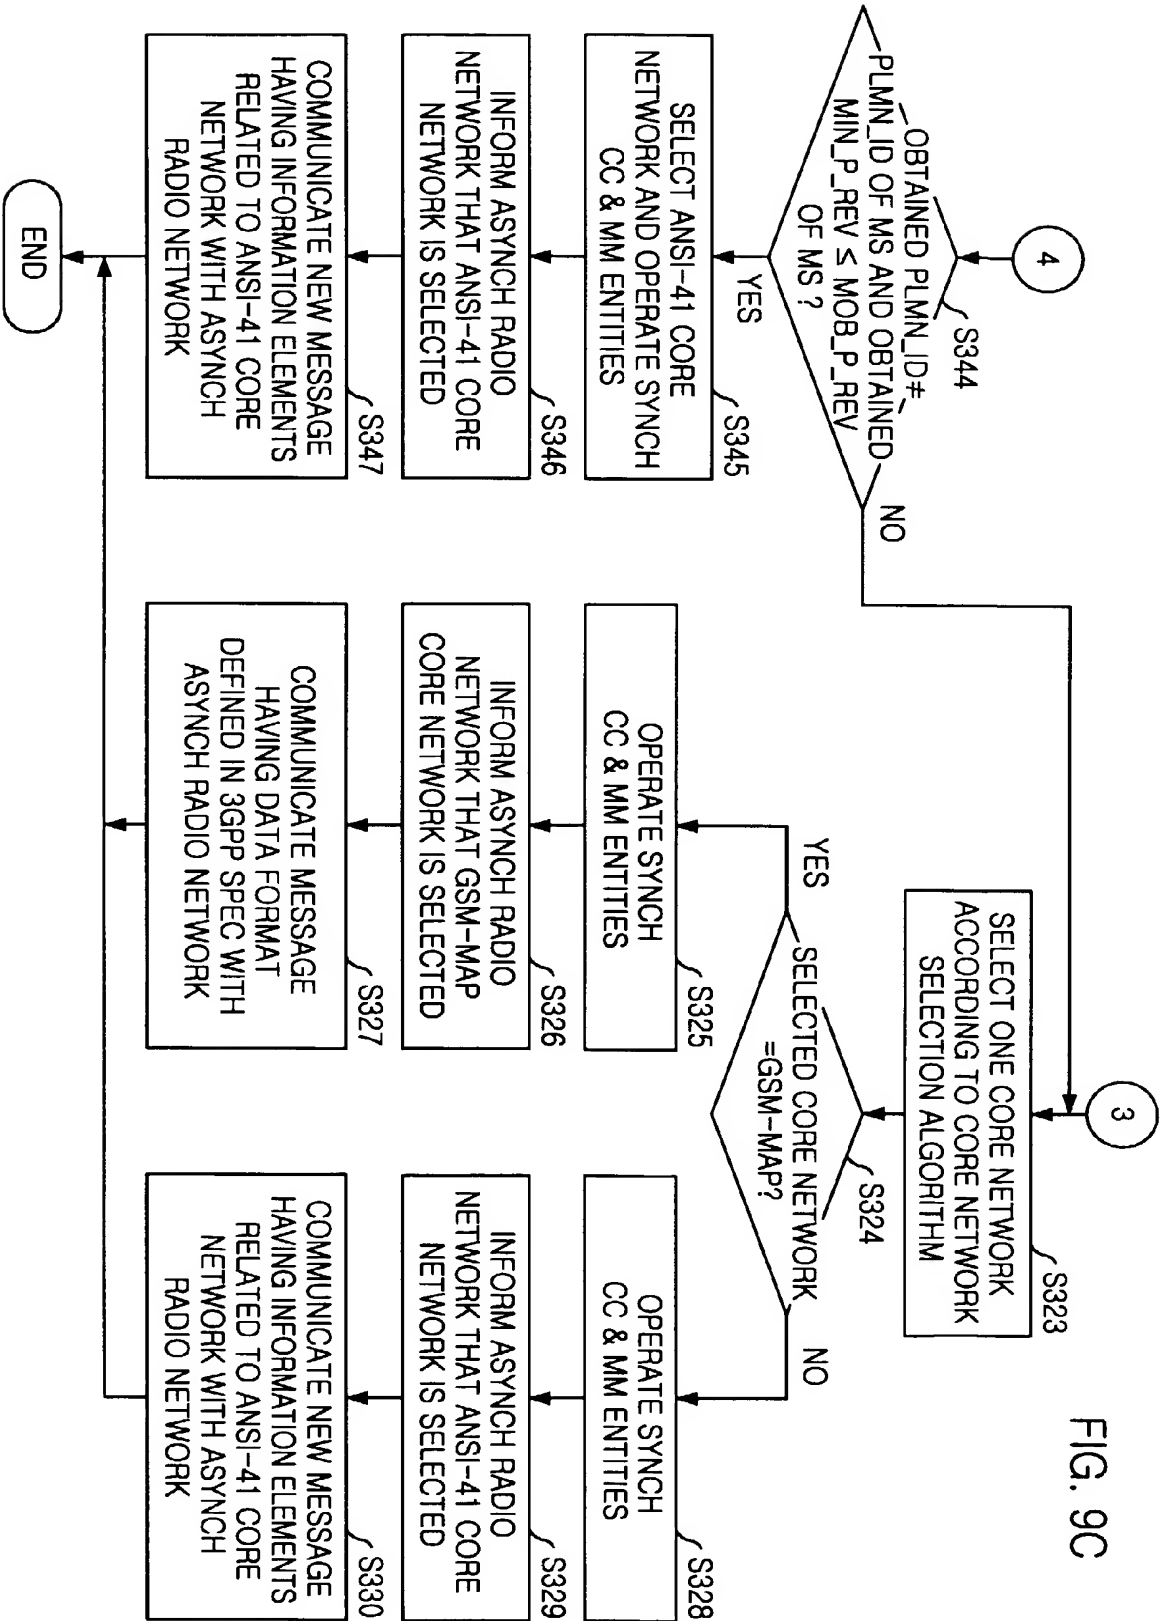 FIG. 9C
4
S344
OBTAINED PLMN_ID≠
PLMN_ID OF MS AND OBTAINED
MIN_P_REV ≤ MOB_P_REV
OF MS ?
NO
YES
S345
SELECT ANSI-41 CORE
NETWORK AND OPERATE SYNCH
CC & MM ENTITIES
S346
INFORM ASYNCH RADIO
NETWORK THAT ANSI-41 CORE
NETWORK IS SELECTED
S347
COMMUNICATE NEW MESSAGE
HAVING INFORMATION ELEMENTS
RELATED TO ANSI-41 CORE
NETWORK WITH ASYNCH
RADIO NETWORK
END
3
S323
SELECT ONE CORE NETWORK
ACCORDING TO CORE NETWORK
SELECTION ALGORITHM
S324
SELECTED CORE NETWORK
=GSM-MAP?
YES
NO
S325
OPERATE SYNCH
CC & MM ENTITIES
S326
INFORM ASYNCH RADIO
NETWORK THAT GSM-MAP
CORE NETWORK IS SELECTED
S327
COMMUNICATE MESSAGE
HAVING DATA FORMAT
DEFINED IN 3GPP SPEC WITH
ASYNCH RADIO NETWORK
S328
OPERATE SYNCH
CC & MM ENTITIES
S329
INFORM ASYNCH RADIO
NETWORK THAT ANSI-41 CORE
NETWORK IS SELECTED
S330
COMMUNICATE NEW MESSAGE
HAVING INFORMATION ELEMENTS
RELATED TO ANSI-41 CORE
NETWORK WITH ASYNCH
RADIO NETWORK